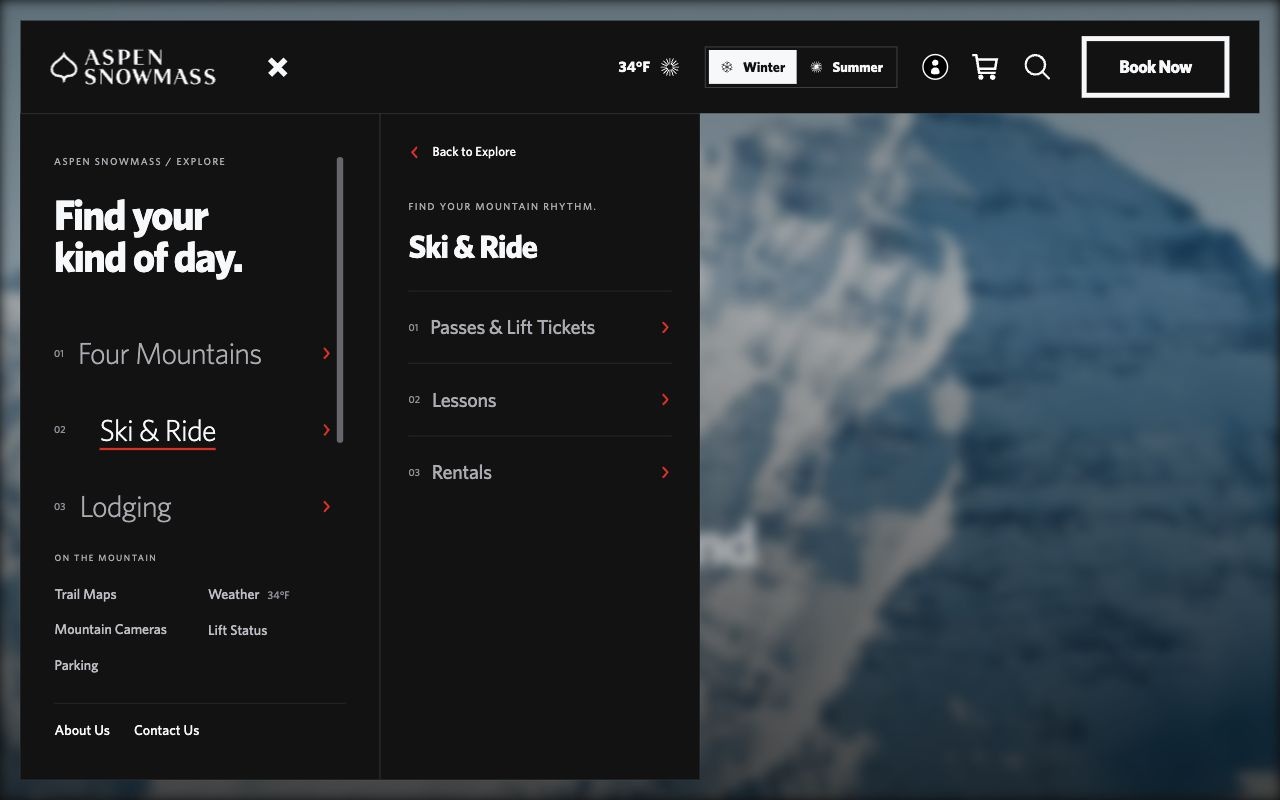 ASPEN
SNOWMASS
34°F
Winter
Summer
Book Now
ASPEN SNOWMASS / EXPLORE
Find your
kind of day.
01 Four Mountains
02 Ski & Ride
03 Lodging
ON THE MOUNTAIN
Trail Maps
Weather 34°F
Mountain Cameras
Lift Status
Parking
About Us
Contact Us
Back to Explore
FIND YOUR MOUNTAIN RHYTHM.
Ski & Ride
01 Passes & Lift Tickets
02 Lessons
03 Rentals
nd